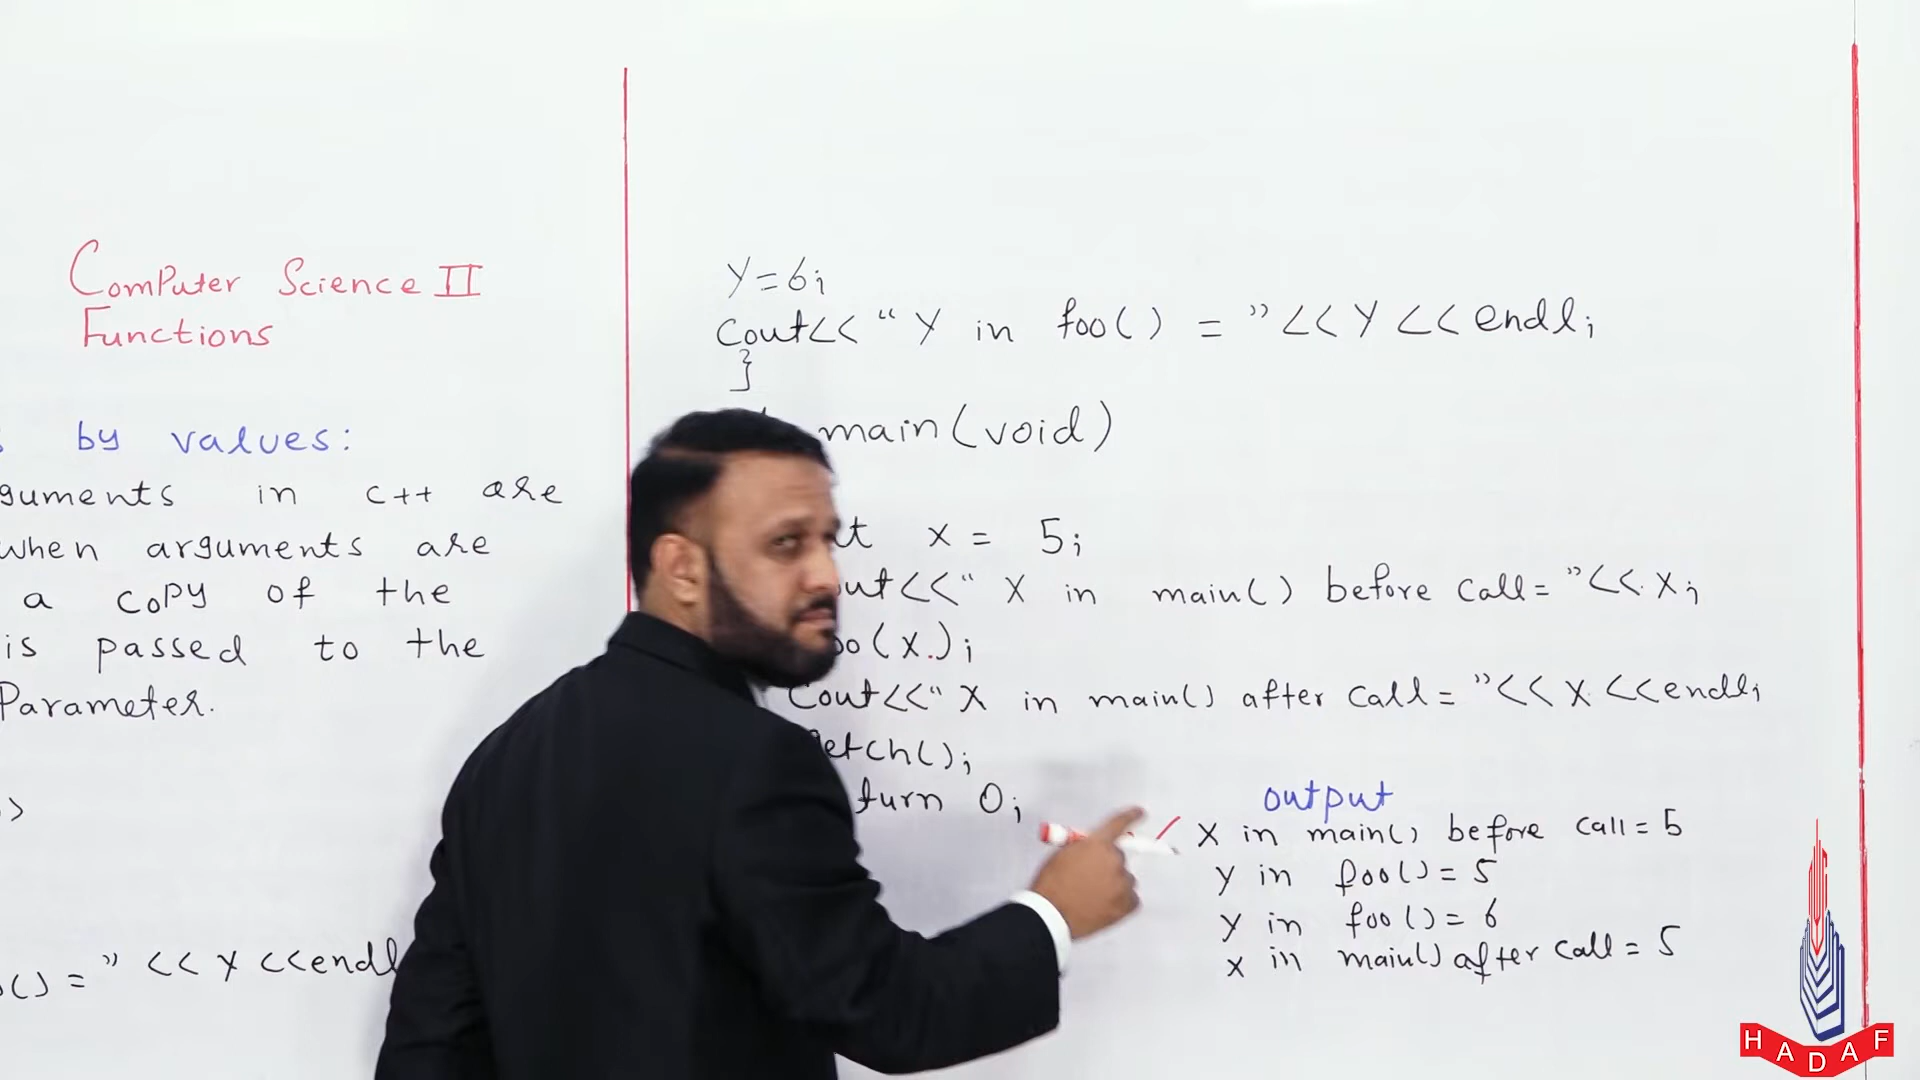 Computer Science II
Functions
by values:
guments in c++ are
when arguments are
a copy of the
is passed to the
Parameter.
>
() = " << Y <<endl
Y=6;
Cout<< "Y in foo() = "<< Y <<endl;
}
main(void)
t x = 5;
out<<" X in main() before call= "<< X;
oo(x);
Cout<<" X in main() after call= "<< X <<endl;
etch();
turn 0;
output
X in main() before call= 5
y in foo()= 5
y in foo()= 6
x in main() after call = 5
HADAF